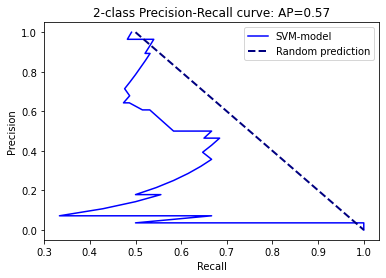 2-class Precision-Recall curve: AP=0.57
SVM-model
Random prediction
Precision
1.0
0.8
0.6
0.4
0.2
0.0
0.3 0.4 0.5 0.6 0.7 0.8 0.9 1.0
Recall